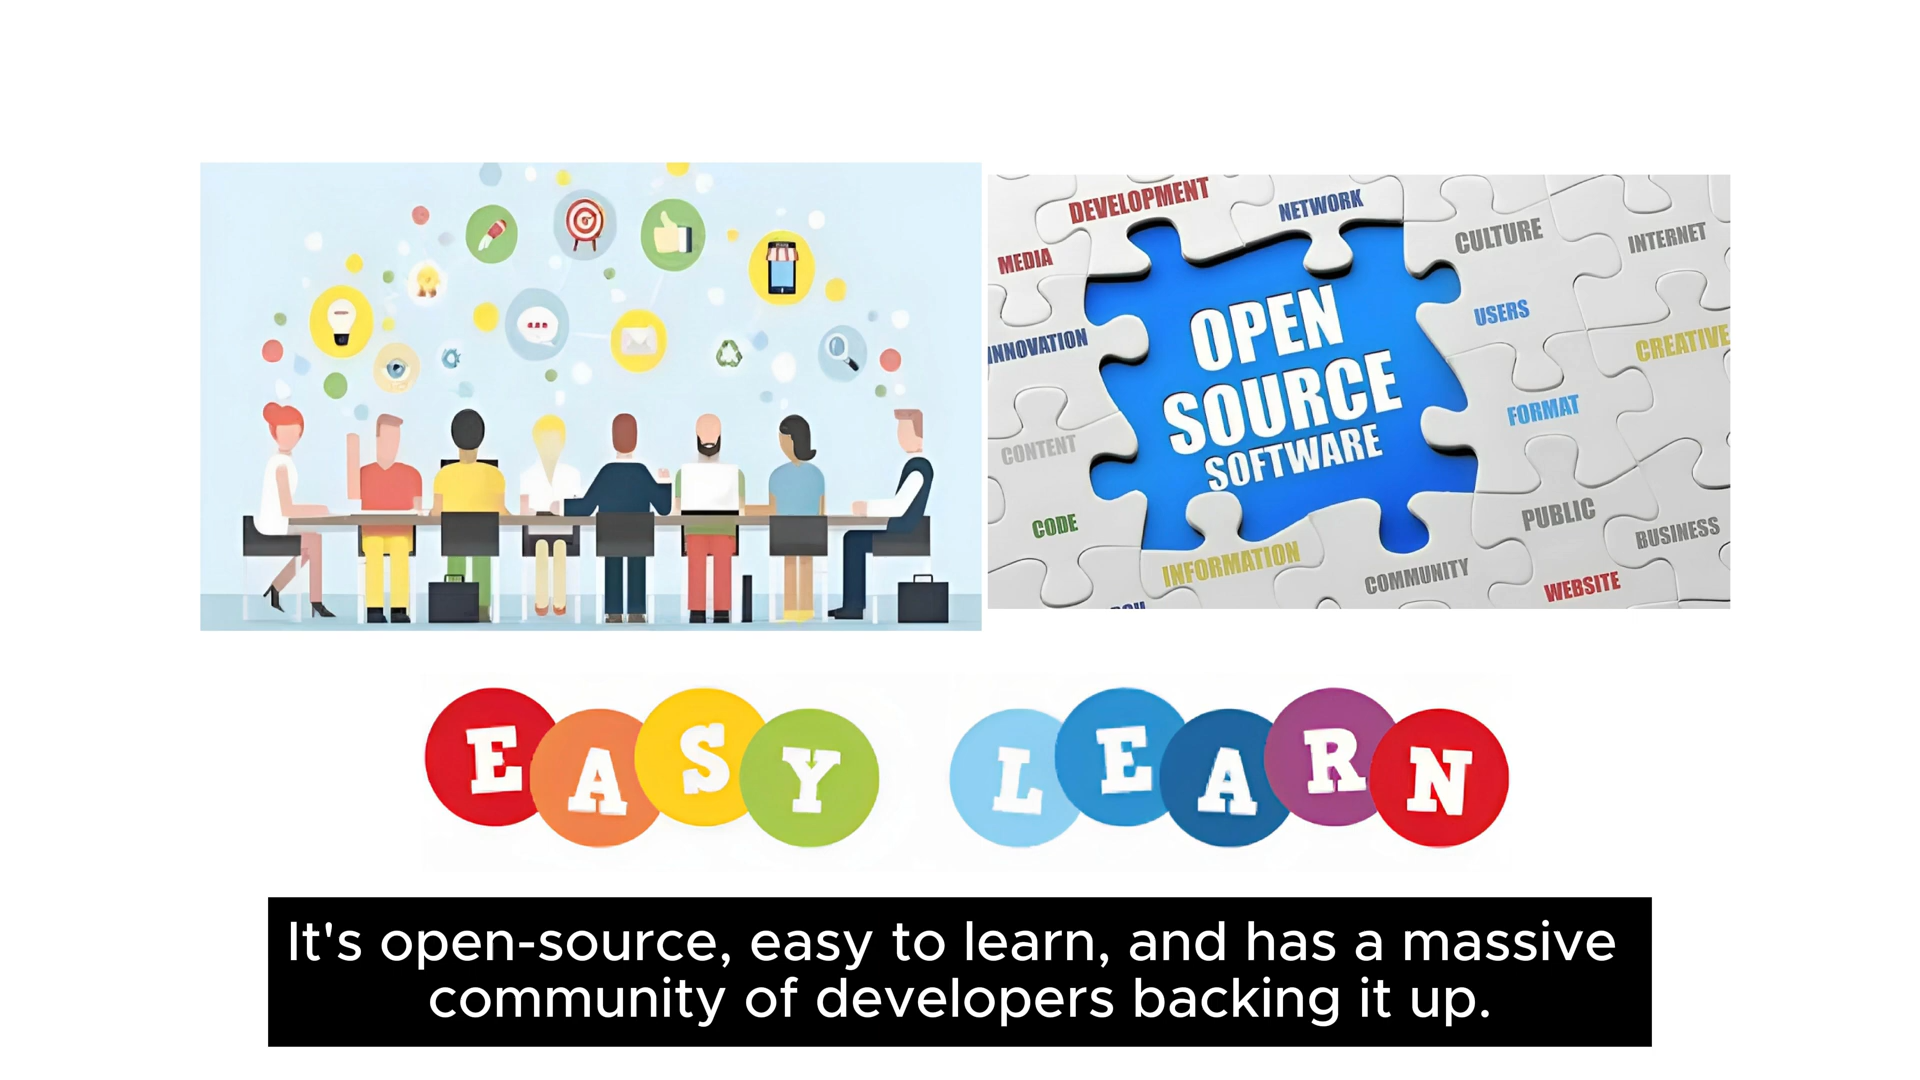 DEVELOPMENT
NETWORK
CULTURE
INTERNET
MEDIA
USERS
INNOVATION
CREATIVE
OPEN
SOURCE
SOFTWARE
FORMAT
CONTENT
CODE
PUBLIC
BUSINESS
INFORMATION
COMMUNITY
WEBSITE
EASY LEARN
It's open-source, easy to learn, and has a massive
community of developers backing it up.